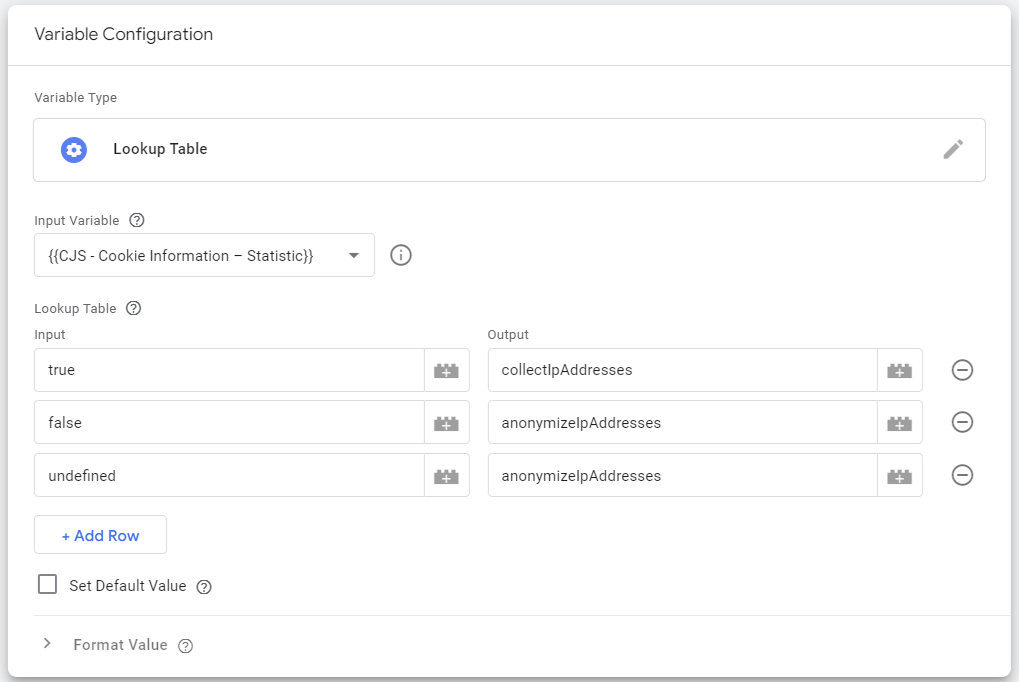 Variable Configuration
Variable Type
Lookup Table
Input Variable
{{CJS - Cookie Information – Statistic}}
Lookup Table
Input Output
true collectIpAddresses
false anonymizeIpAddresses
undefined anonymizeIpAddresses
+ Add Row
Set Default Value
Format Value